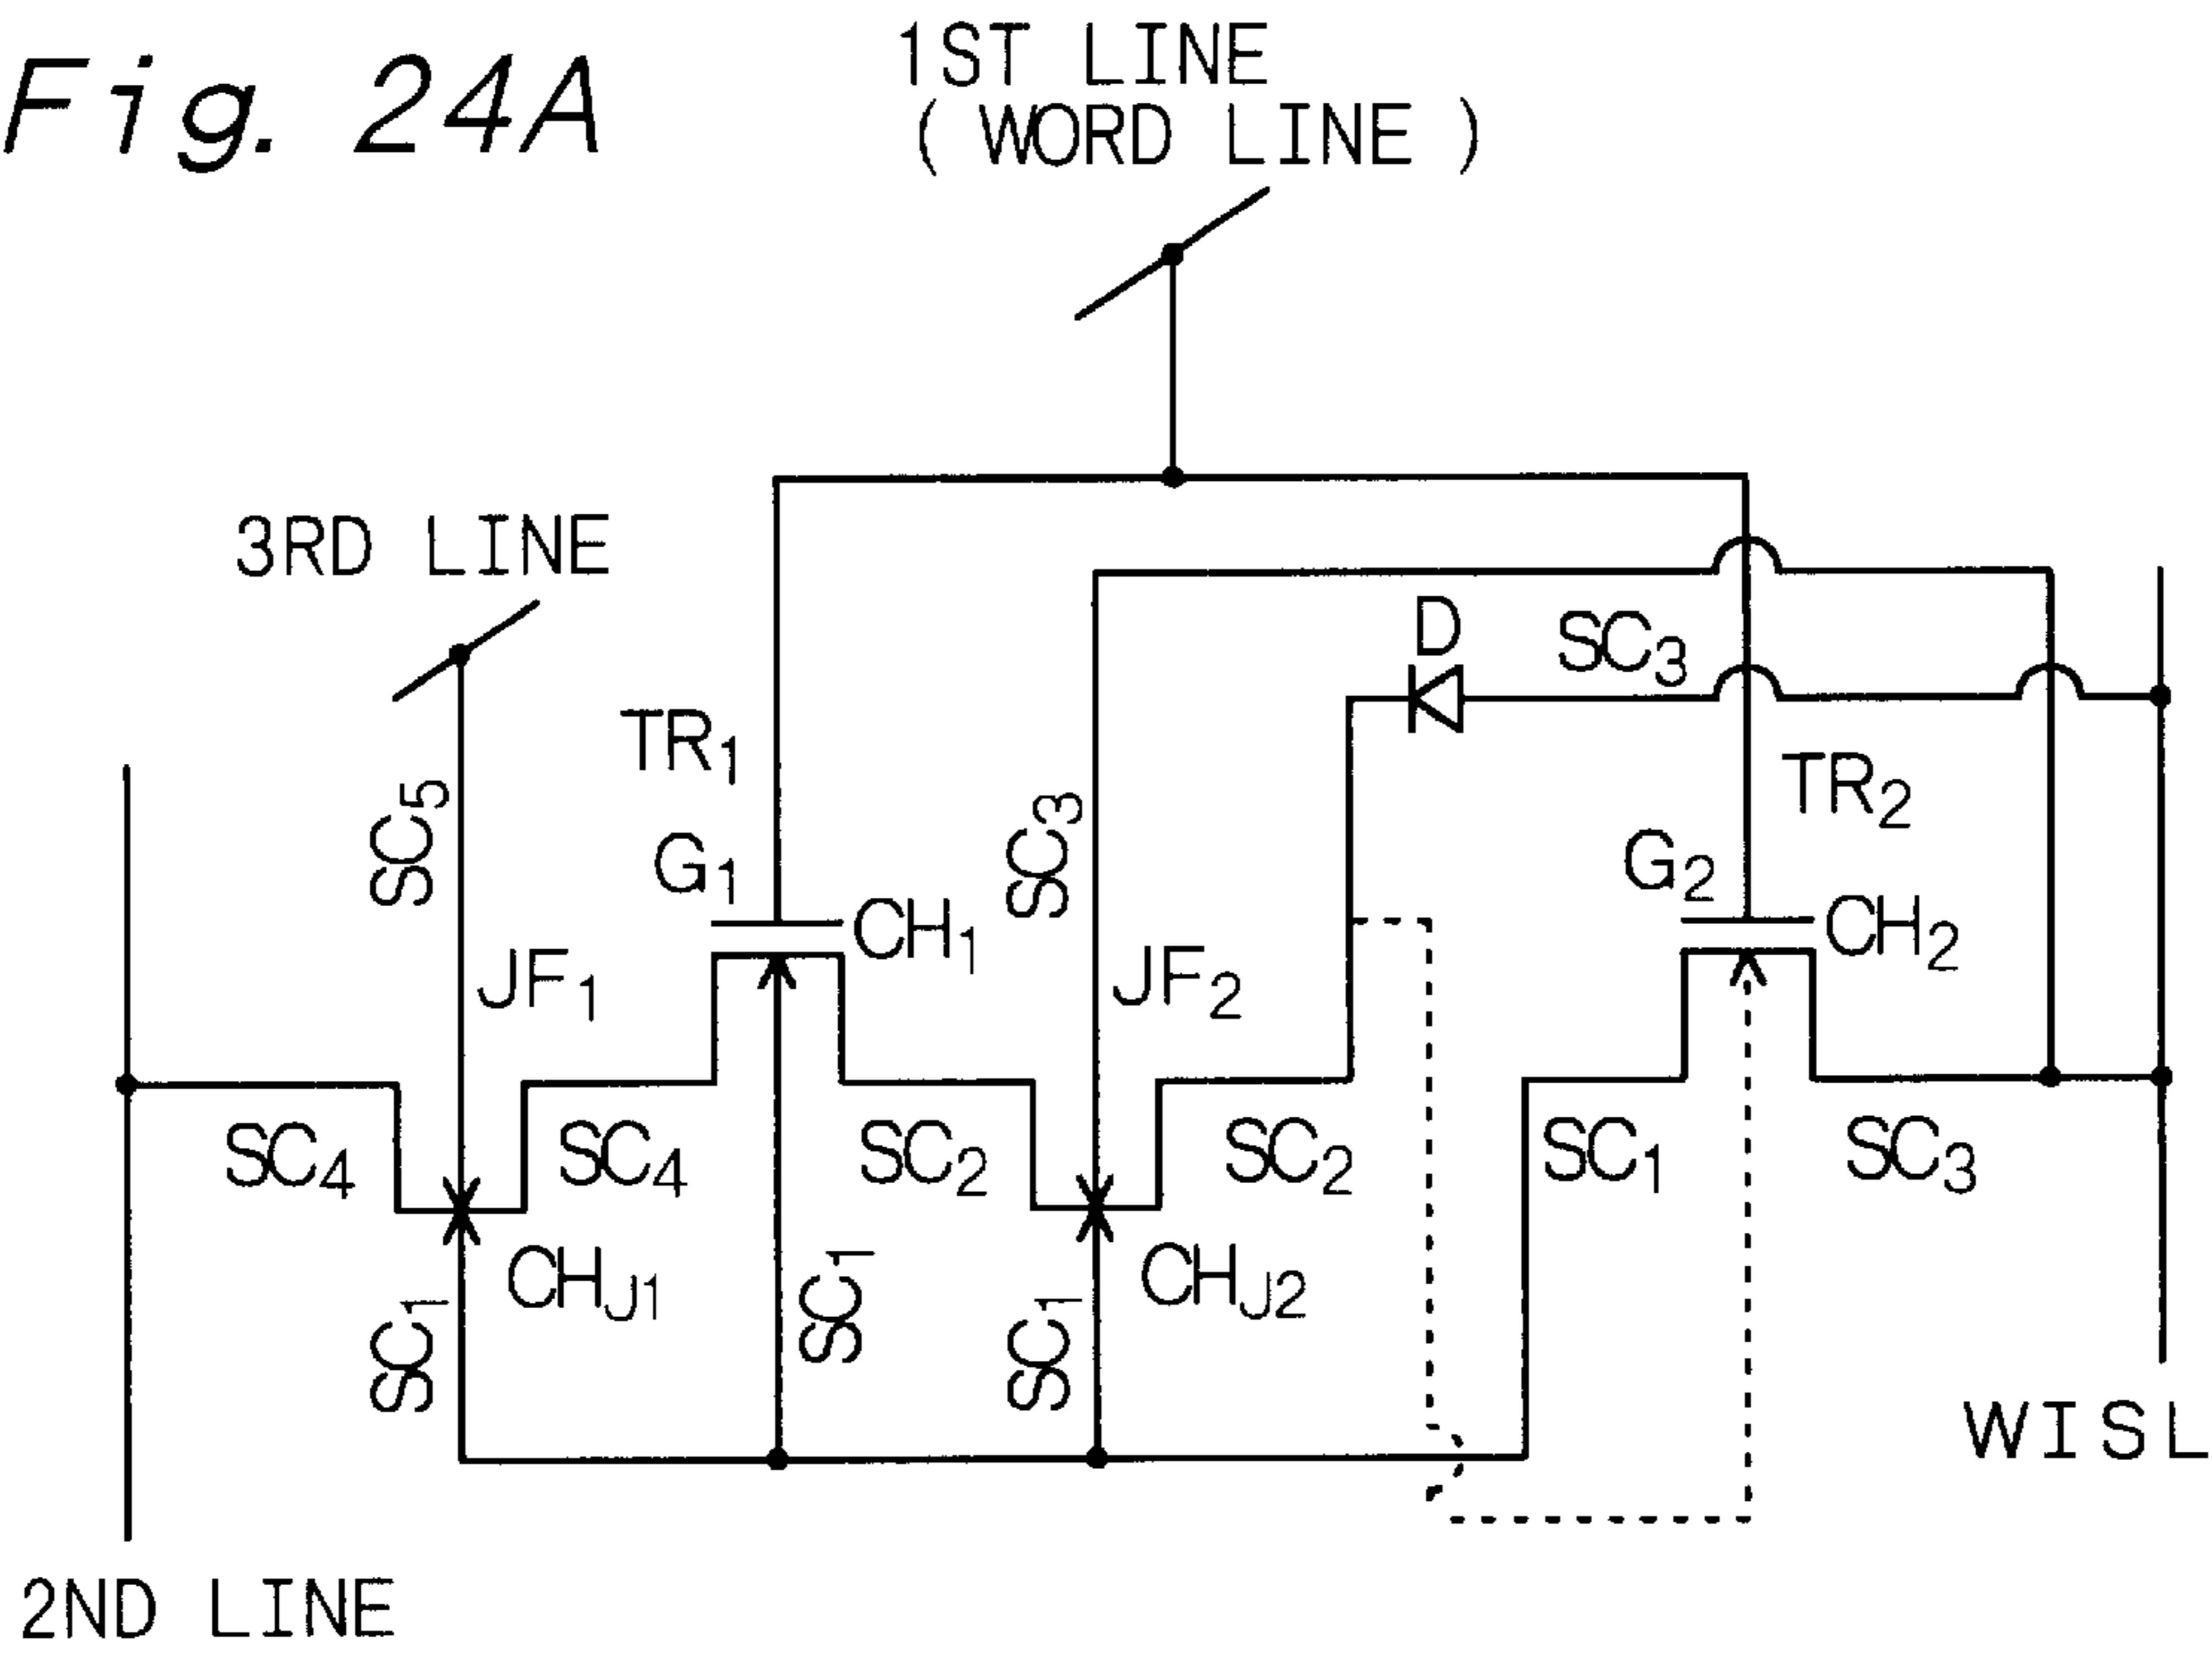 Fig. 24A
1ST LINE
( WORD LINE )
3RD LINE
D
SC3
TR1
TR2
SC5
SC3
G1
G2
CH1
CH2
JF1
JF2
SC4
SC4
SC2
SC2
SC1
SC3
CHJ1
CHJ2
SC1
SC1
SC1
WISL
2ND LINE